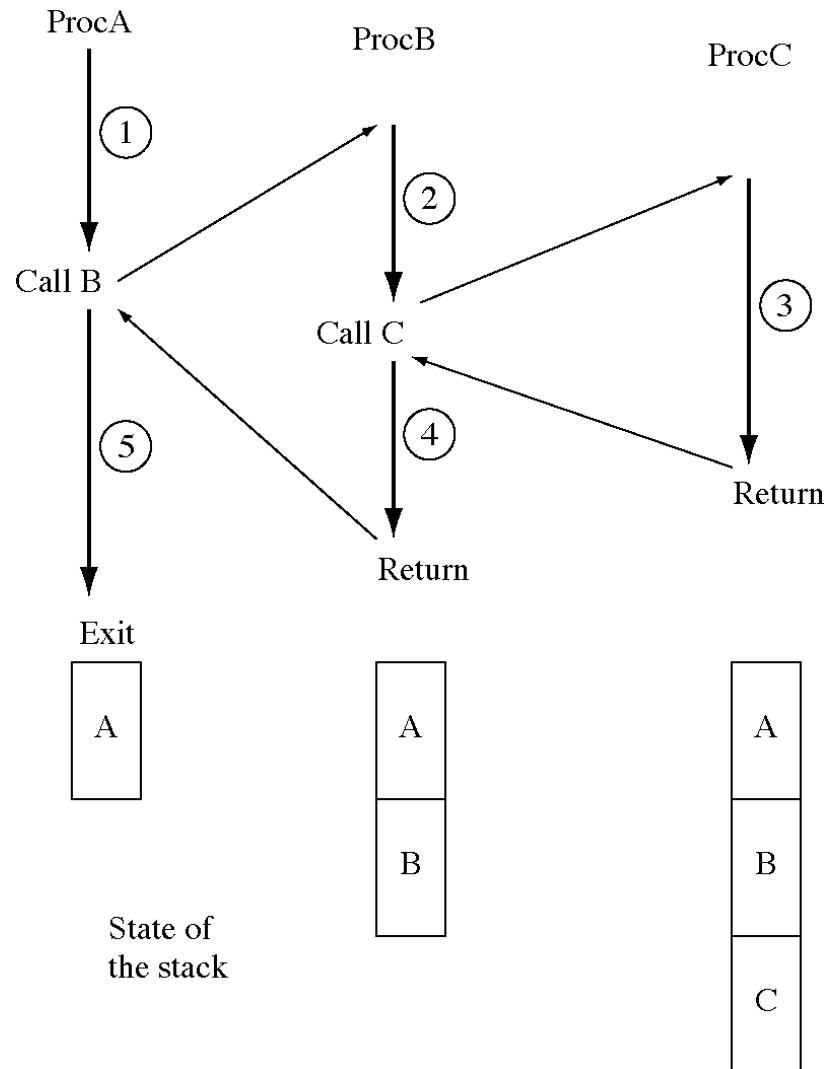 ProcA
ProcB
ProcC
1
2
Call B
3
Call C
5
4
Return
Return
Exit
A
A
A
B
B
State of
the stack
C